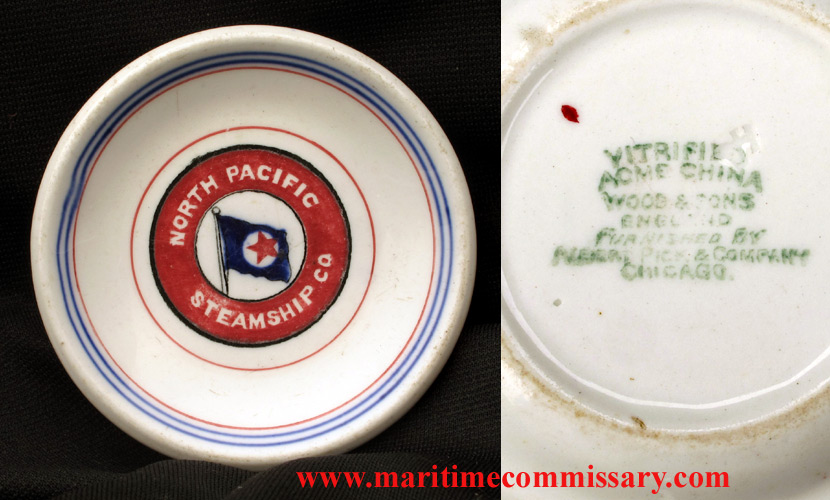 NORTH PACIFIC
STEAMSHIP CO
VITRIFIED
ACME CHINA
WOOD & SONS
ENGLAND
FURNISHED BY
ALBERT PICK & COMPANY
CHICAGO.
www.maritimecommissary.com